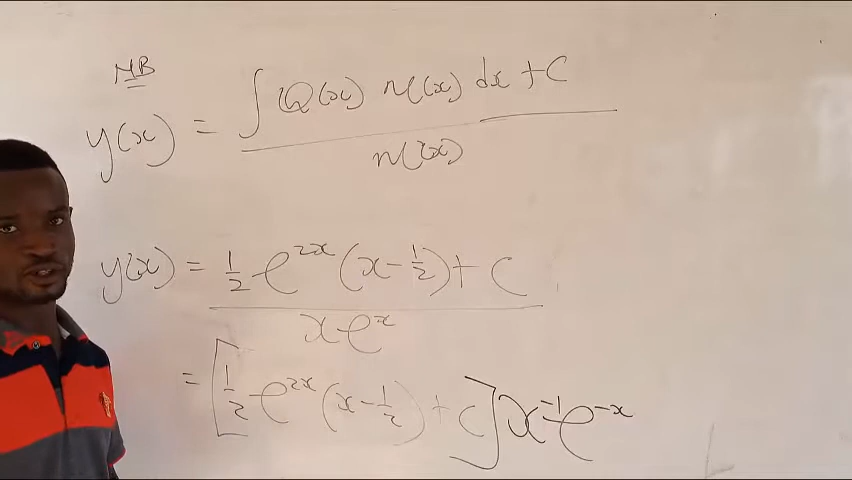 NB
y(x) = ∫Q(x) μ(x) dx + C
μ(x)
y(x) = 1/2 e^2x (x - 1/2) + C
x e^x
= [1/2 e^2x (x - 1/2) + C] x^-1 e^-x